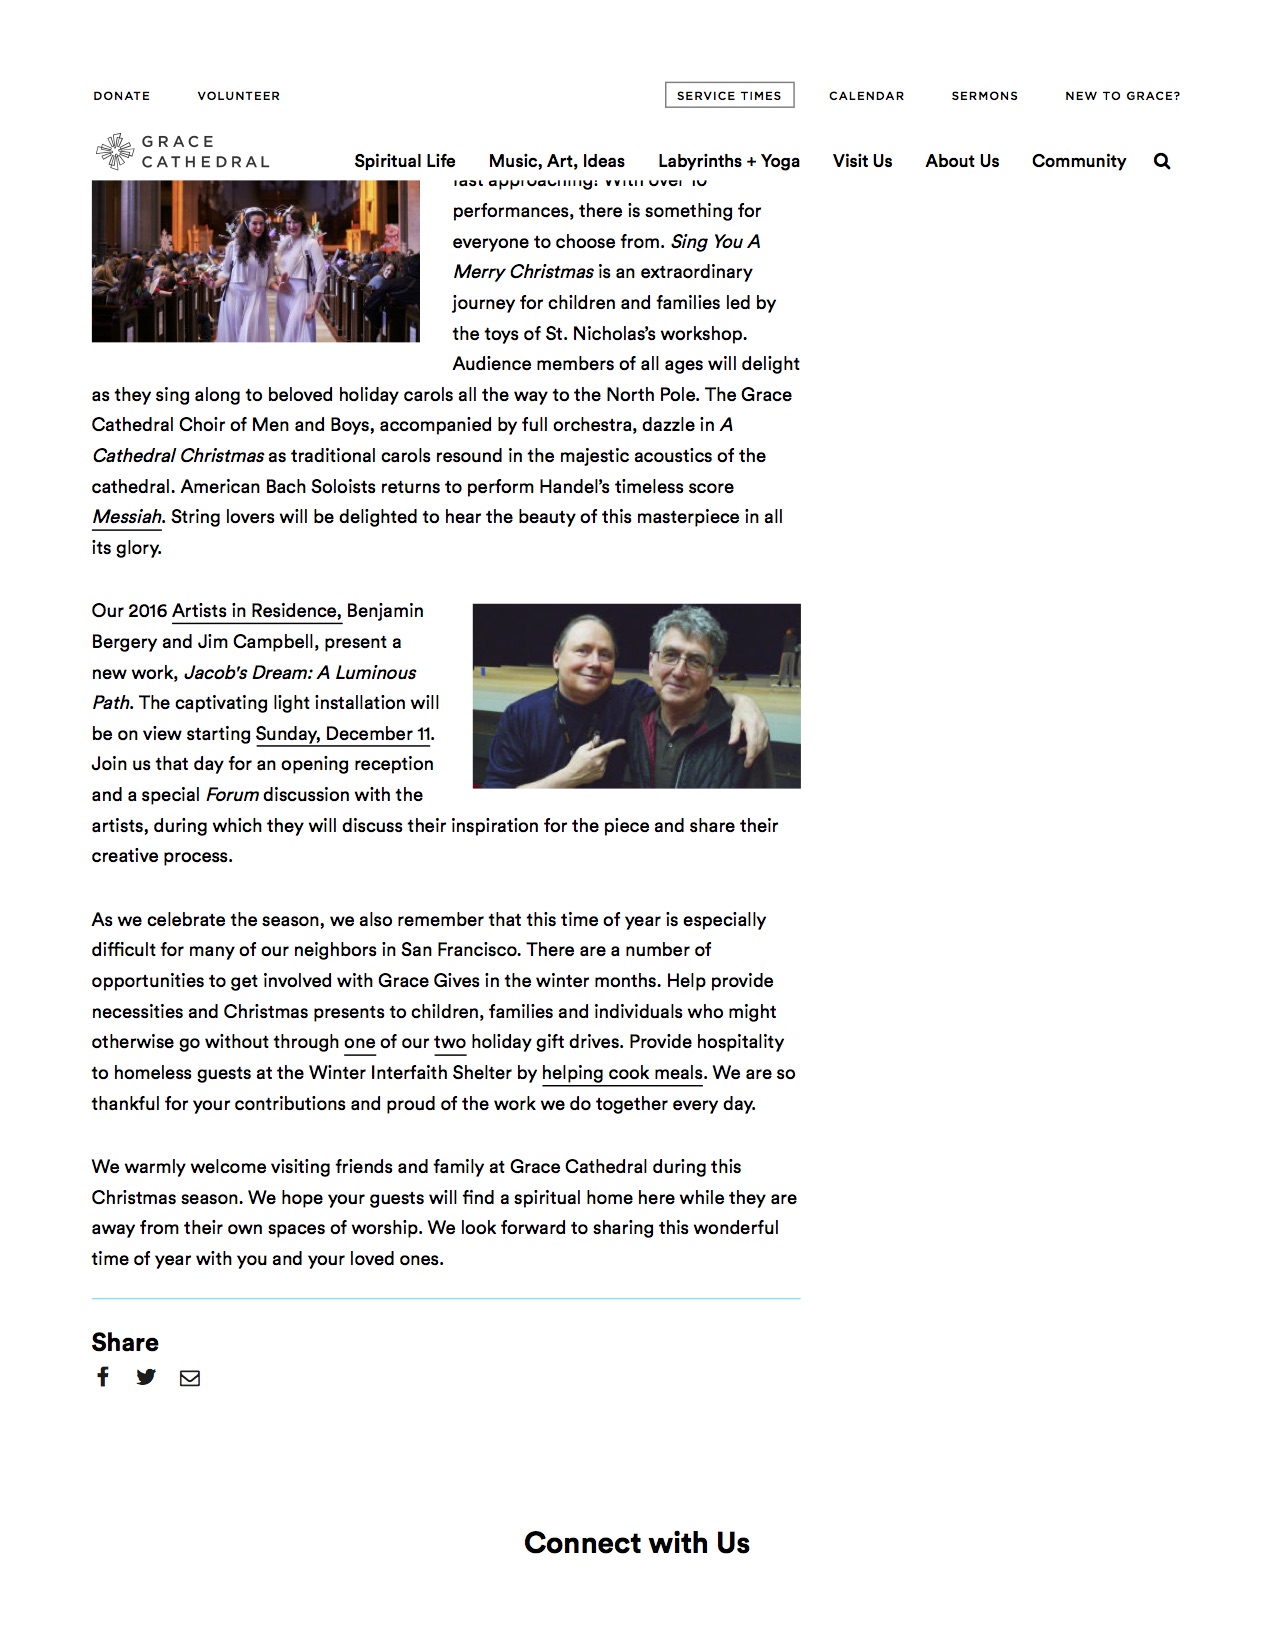 DONATE VOLUNTEER SERVICE TIMES CALENDAR SERMONS NEW TO GRACE?
GRACE
CATHEDRAL
Spiritual Life Music, Art, Ideas Labyrinths + Yoga Visit Us About Us Community
fast approaching! With over 10
performances, there is something for
everyone to choose from. Sing You A
Merry Christmas is an extraordinary
journey for children and families led by
the toys of St. Nicholas’s workshop.
Audience members of all ages will delight
as they sing along to beloved holiday carols all the way to the North Pole. The Grace
Cathedral Choir of Men and Boys, accompanied by full orchestra, dazzle in A
Cathedral Christmas as traditional carols resound in the majestic acoustics of the
cathedral. American Bach Soloists returns to perform Handel’s timeless score
Messiah. String lovers will be delighted to hear the beauty of this masterpiece in all
its glory.
Our 2016 Artists in Residence, Benjamin
Bergery and Jim Campbell, present a
new work, Jacob's Dream: A Luminous
Path. The captivating light installation will
be on view starting Sunday, December 11.
Join us that day for an opening reception
and a special Forum discussion with the
artists, during which they will discuss their inspiration for the piece and share their
creative process.
As we celebrate the season, we also remember that this time of year is especially
difficult for many of our neighbors in San Francisco. There are a number of
opportunities to get involved with Grace Gives in the winter months. Help provide
necessities and Christmas presents to children, families and individuals who might
otherwise go without through one of our two holiday gift drives. Provide hospitality
to homeless guests at the Winter Interfaith Shelter by helping cook meals. We are so
thankful for your contributions and proud of the work we do together every day.
We warmly welcome visiting friends and family at Grace Cathedral during this
Christmas season. We hope your guests will find a spiritual home here while they are
away from their own spaces of worship. We look forward to sharing this wonderful
time of year with you and your loved ones.
Share
Connect with Us